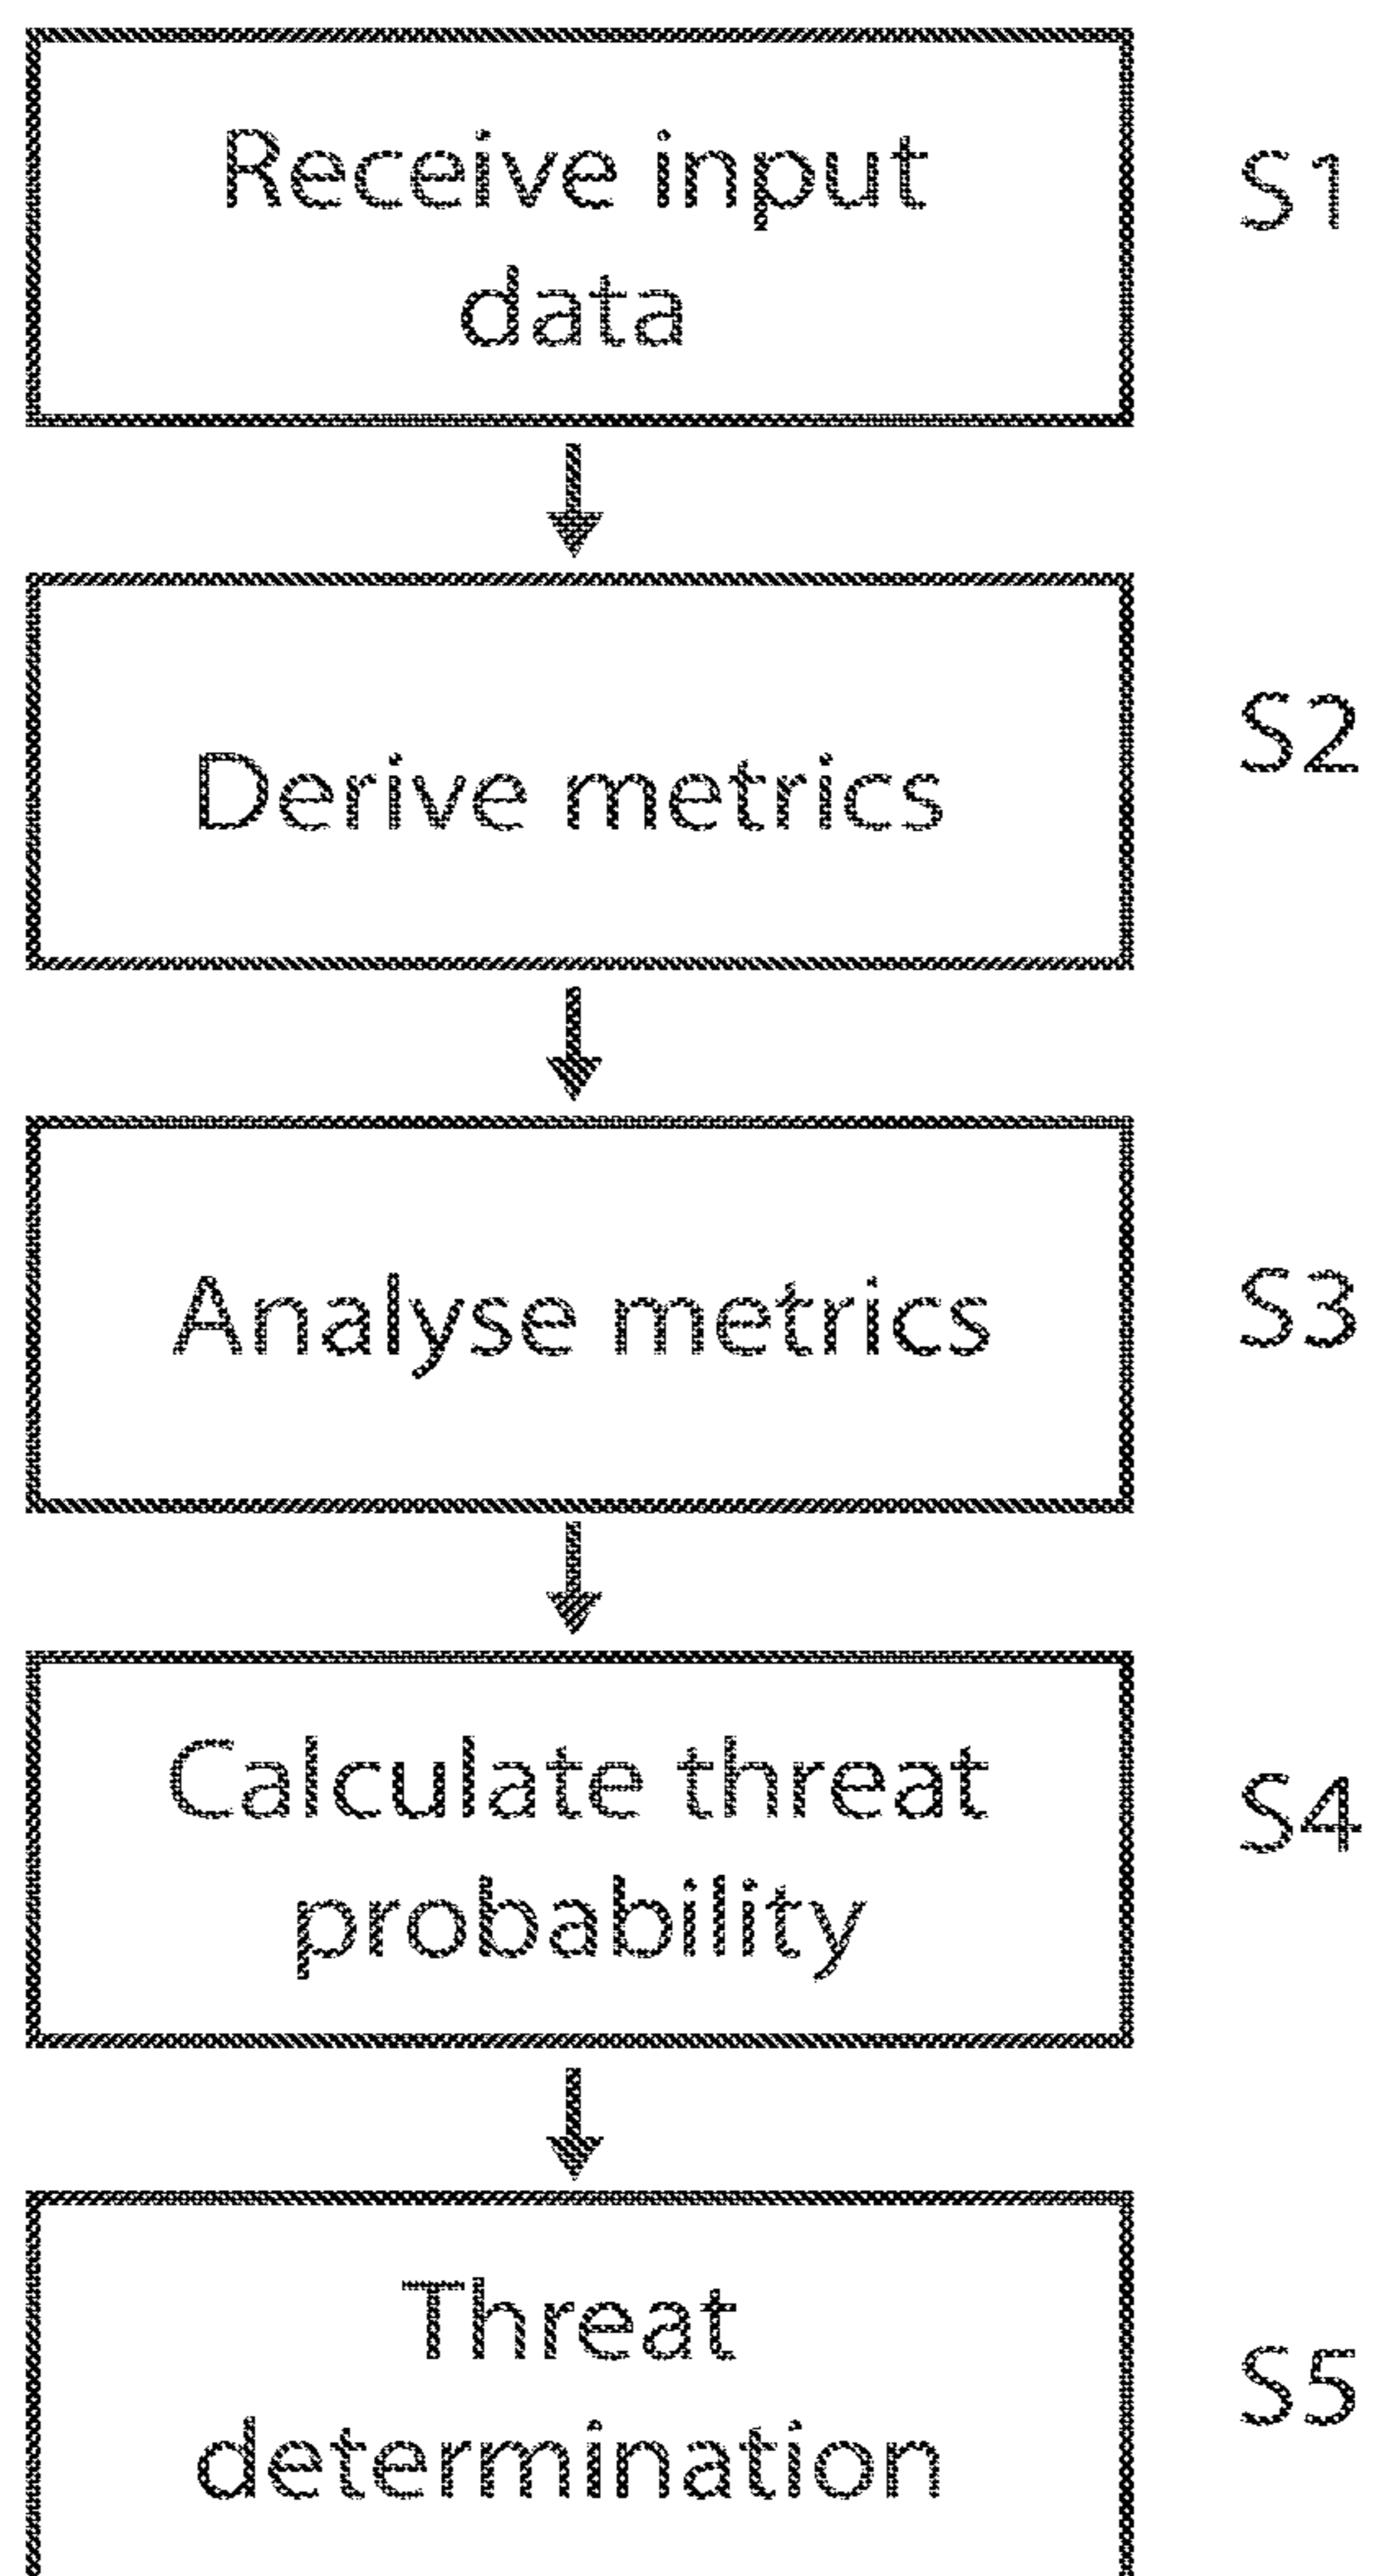 Receive input
data
S1
Derive metrics
S2
Analyse metrics
S3
Calculate threat
probability
S4
Threat
determination
S5